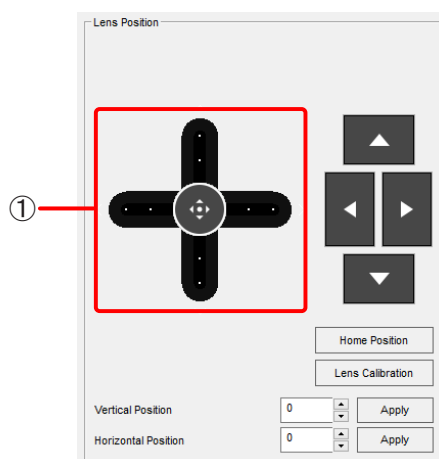 Lens Position
①
Home Position
Lens Calibration
Vertical Position 0 Apply
Horizontal Position 0 Apply